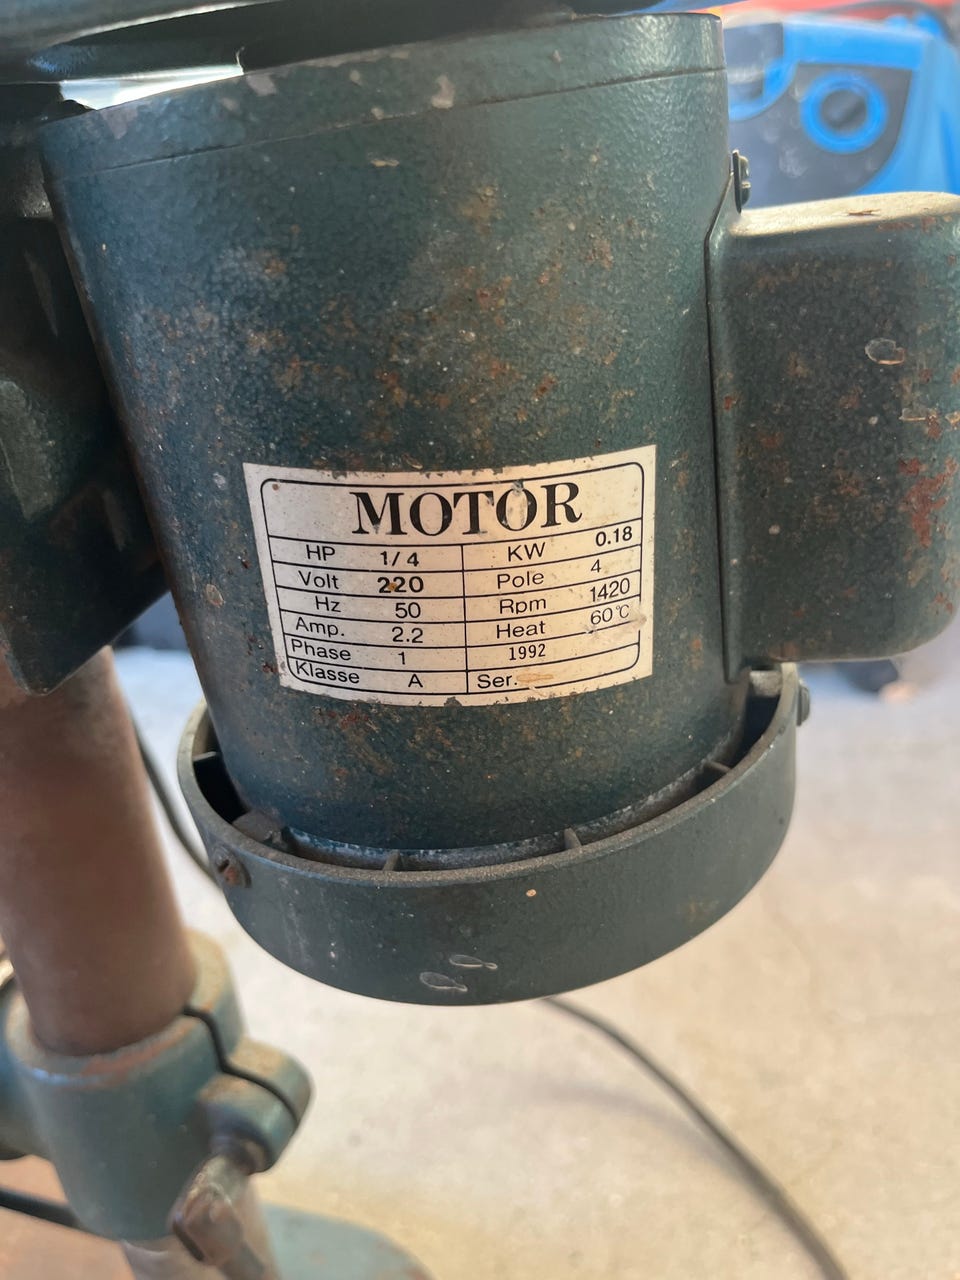 MOTOR
HP 1/4 KW 0.18
Volt 220 Pole 4
Hz 50 Rpm 1420
Amp. 2.2 Heat 60°C
Phase 1 1992
Klasse A Ser.